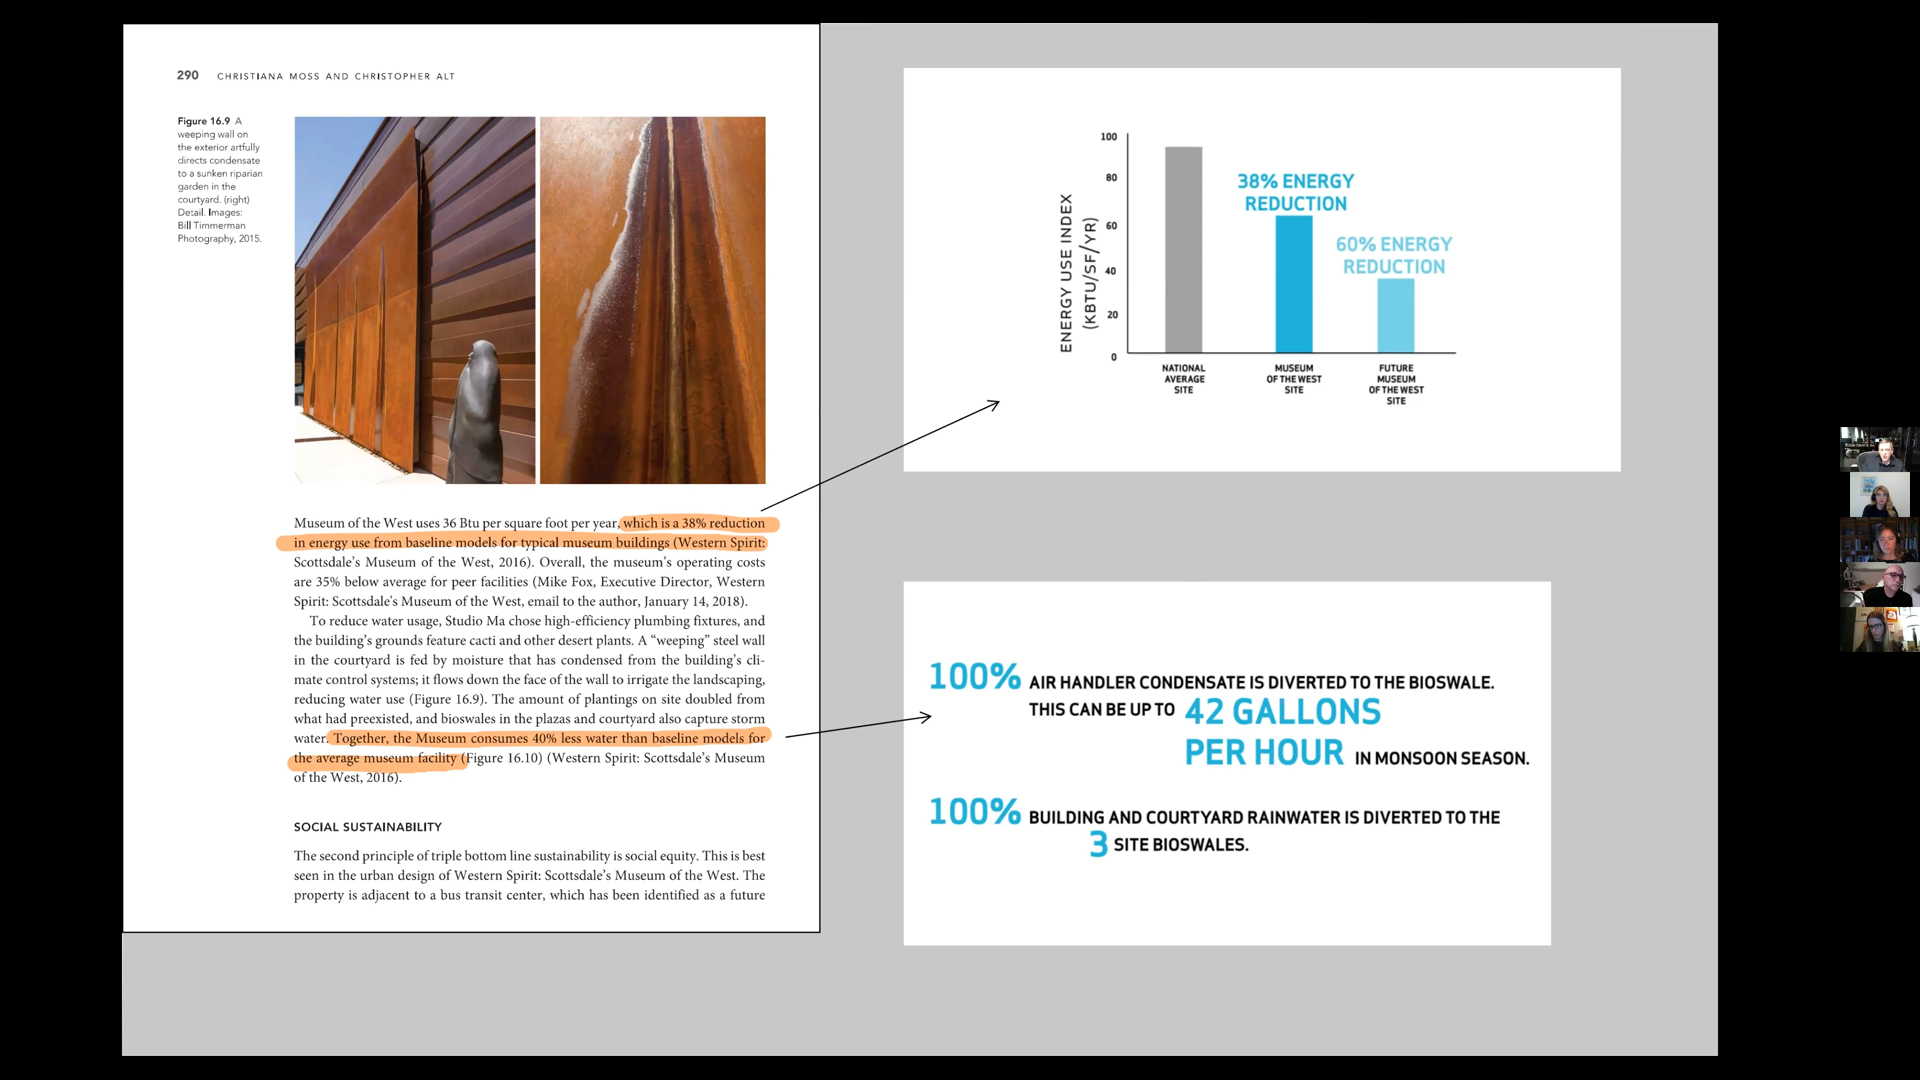 290 CHRISTIANA MOSS AND CHRISTOPHER ALT
Figure 16.9 A
weeping wall on
the exterior artfully
directs condensate
to a sunken riparian
garden in the
courtyard. (right)
Detail. Images:
Bill Timmerman
Photography, 2015.
Museum of the West uses 36 Btu per square foot per year, which is a 38% reduction
in energy use from baseline models for typical museum buildings (Western Spirit:
Scottsdale's Museum of the West, 2016). Overall, the museum's operating costs
are 35% below average for peer facilities (Mike Fox, Executive Director, Western
Spirit: Scottsdale's Museum of the West, email to the author, January 14, 2018).
To reduce water usage, Studio Ma chose high-efficiency plumbing fixtures, and
the building's grounds feature cacti and other desert plants. A “weeping” steel wall
in the courtyard is fed by moisture that has condensed from the building's cli-
mate control systems; it flows down the face of the wall to irrigate the landscaping,
reducing water use (Figure 16.9). The amount of plantings on site doubled from
what had preexisted, and bioswales in the plazas and courtyard also capture storm
water. Together, the Museum consumes 40% less water than baseline models for
the average museum facility (Figure 16.10) (Western Spirit: Scottsdale's Museum
of the West, 2016).
SOCIAL SUSTAINABILITY
The second principle of triple bottom line sustainability is social equity. This is best
seen in the urban design of Western Spirit: Scottsdale's Museum of the West. The
property is adjacent to a bus transit center, which has been identified as a future
ENERGY USE INDEX
(KBTU/SF/YR)
100
80
60
40
20
0
38% ENERGY
REDUCTION
60% ENERGY
REDUCTION
NATIONAL
AVERAGE
SITE
MUSEUM
OF THE WEST
SITE
FUTURE
MUSEUM
OF THE WEST
SITE
100% AIR HANDLER CONDENSATE IS DIVERTED TO THE BIOSWALE.
THIS CAN BE UP TO 42 GALLONS
PER HOUR IN MONSOON SEASON.
100% BUILDING AND COURTYARD RAINWATER IS DIVERTED TO THE
3 SITE BIOSWALES.